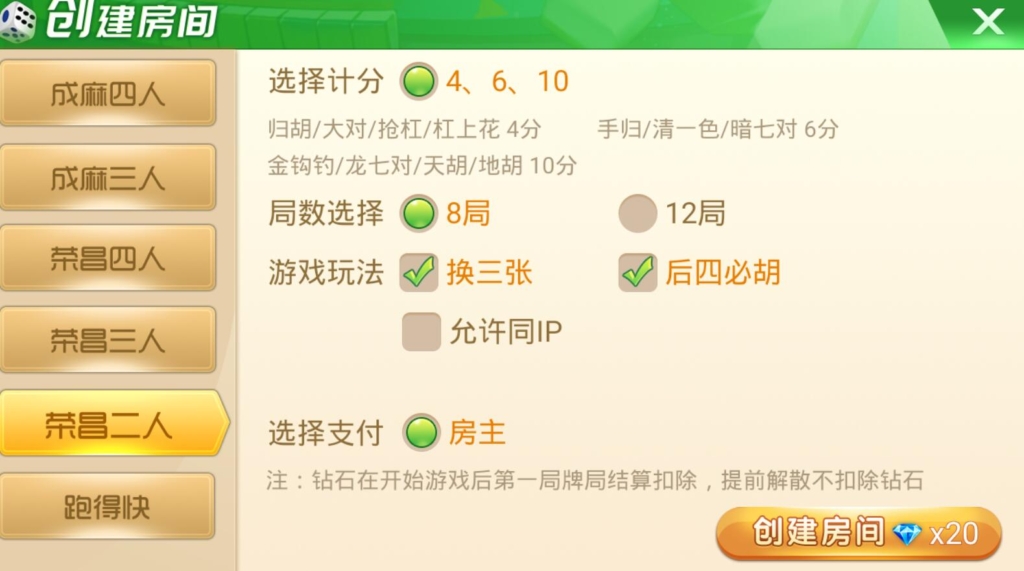 创建房间
成麻四人
成麻三人
荣昌四人
荣昌三人
荣昌二人
跑得快
选择计分 4、6、10
归胡/大对/抢杠/杠上花 4分 手归/清一色/暗七对 6分
金钩钓/龙七对/天胡/地胡 10分
局数选择 8局 12局
游戏玩法 换三张 后四必胡
允许同IP
选择支付 房主
注：钻石在开始游戏后第一局牌局结算扣除，提前解散不扣除钻石
创建房间 x20